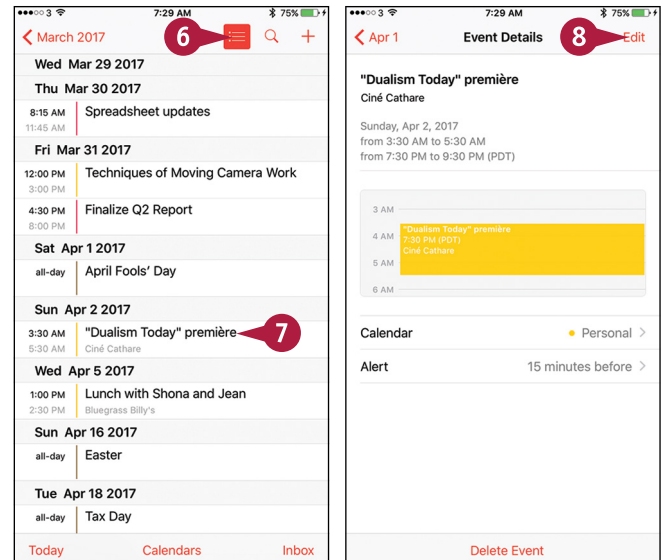 3 7:29 AM 75%
March 2017 6
Wed Mar 29 2017
Thu Mar 30 2017
8:15 AM Spreadsheet updates
11:45 AM
Fri Mar 31 2017
12:00 PM Techniques of Moving Camera Work
3:00 PM
4:30 PM Finalize Q2 Report
8:00 PM
Sat Apr 1 2017
all-day April Fools' Day
Sun Apr 2 2017
3:30 AM "Dualism Today" première 7
5:30 AM Ciné Cathare
Wed Apr 5 2017
1:00 PM Lunch with Shona and Jean
2:30 PM Bluegrass Billy's
Sun Apr 16 2017
all-day Easter
Tue Apr 18 2017
all-day Tax Day
Today Calendars Inbox
3 7:29 AM 75%
Apr 1 Event Details 8 Edit
"Dualism Today" première
Ciné Cathare
Sunday, Apr 2, 2017
from 3:30 AM to 5:30 AM
from 7:30 PM to 9:30 PM (PDT)
3 AM
"Dualism Today" première
4 AM 7:30 PM (PDT)
Ciné Cathare
5 AM
6 AM
Calendar Personal
Alert 15 minutes before
Delete Event